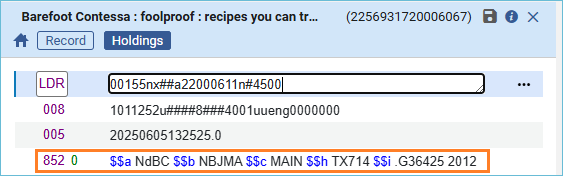 Barefoot Contessa : foolproof : recipes you can tr... (2256931720006067)
Record Holdings
LDR 00155nx##a22000611n#4500
008 1011252u####8###4001uueng0000000
005 20250605132525.0
852 0 $$a NdBC $$b NBJMA $$c MAIN $$h TX714 $$i .G36425 2012